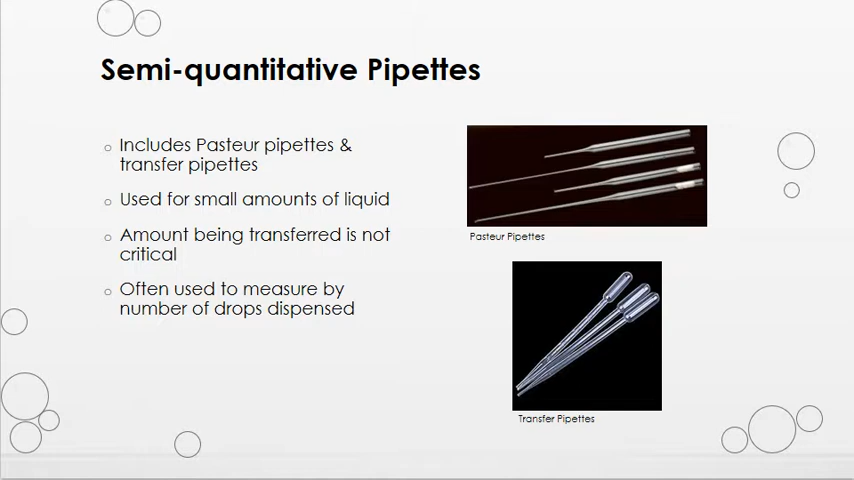 Semi-quantitative Pipettes
Includes Pasteur pipettes &
transfer pipettes
Used for small amounts of liquid
Amount being transferred is not
critical
Often used to measure by
number of drops dispensed
Pasteur Pipettes
Transfer Pipettes